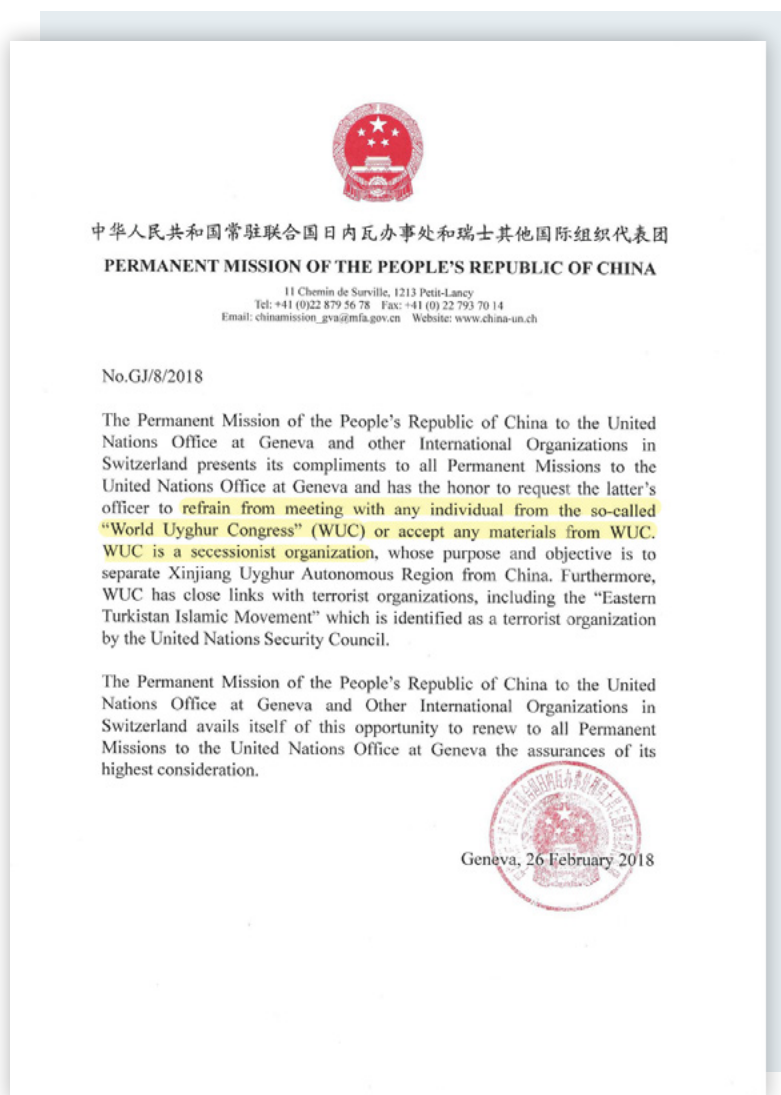 中华人民共和国常驻联合国日内瓦办事处和瑞士其他国际组织代表团
PERMANENT MISSION OF THE PEOPLE'S REPUBLIC OF CHINA
11 Chemin de Surville, 1213 Petit-Lancy
Tel: +41 (0)22 879 56 78 Fax: +41 (0) 22 793 70 14
Email: chinamission_gva@mfa.gov.cn Website: www.china-un.ch
No.GJ/8/2018
The Permanent Mission of the People's Republic of China to the United
Nations Office at Geneva and other International Organizations in
Switzerland presents its compliments to all Permanent Missions to the
United Nations Office at Geneva and has the honor to request the latter's
officer to refrain from meeting with any individual from the so-called
“World Uyghur Congress” (WUC) or accept any materials from WUC.
WUC is a secessionist organization, whose purpose and objective is to
separate Xinjiang Uyghur Autonomous Region from China. Furthermore,
WUC has close links with terrorist organizations, including the “Eastern
Turkistan Islamic Movement” which is identified as a terrorist organization
by the United Nations Security Council.
The Permanent Mission of the People's Republic of China to the United
Nations Office at Geneva and Other International Organizations in
Switzerland avails itself of this opportunity to renew to all Permanent
Missions to the United Nations Office at Geneva the assurances of its
highest consideration.
Geneva, 26 February 2018